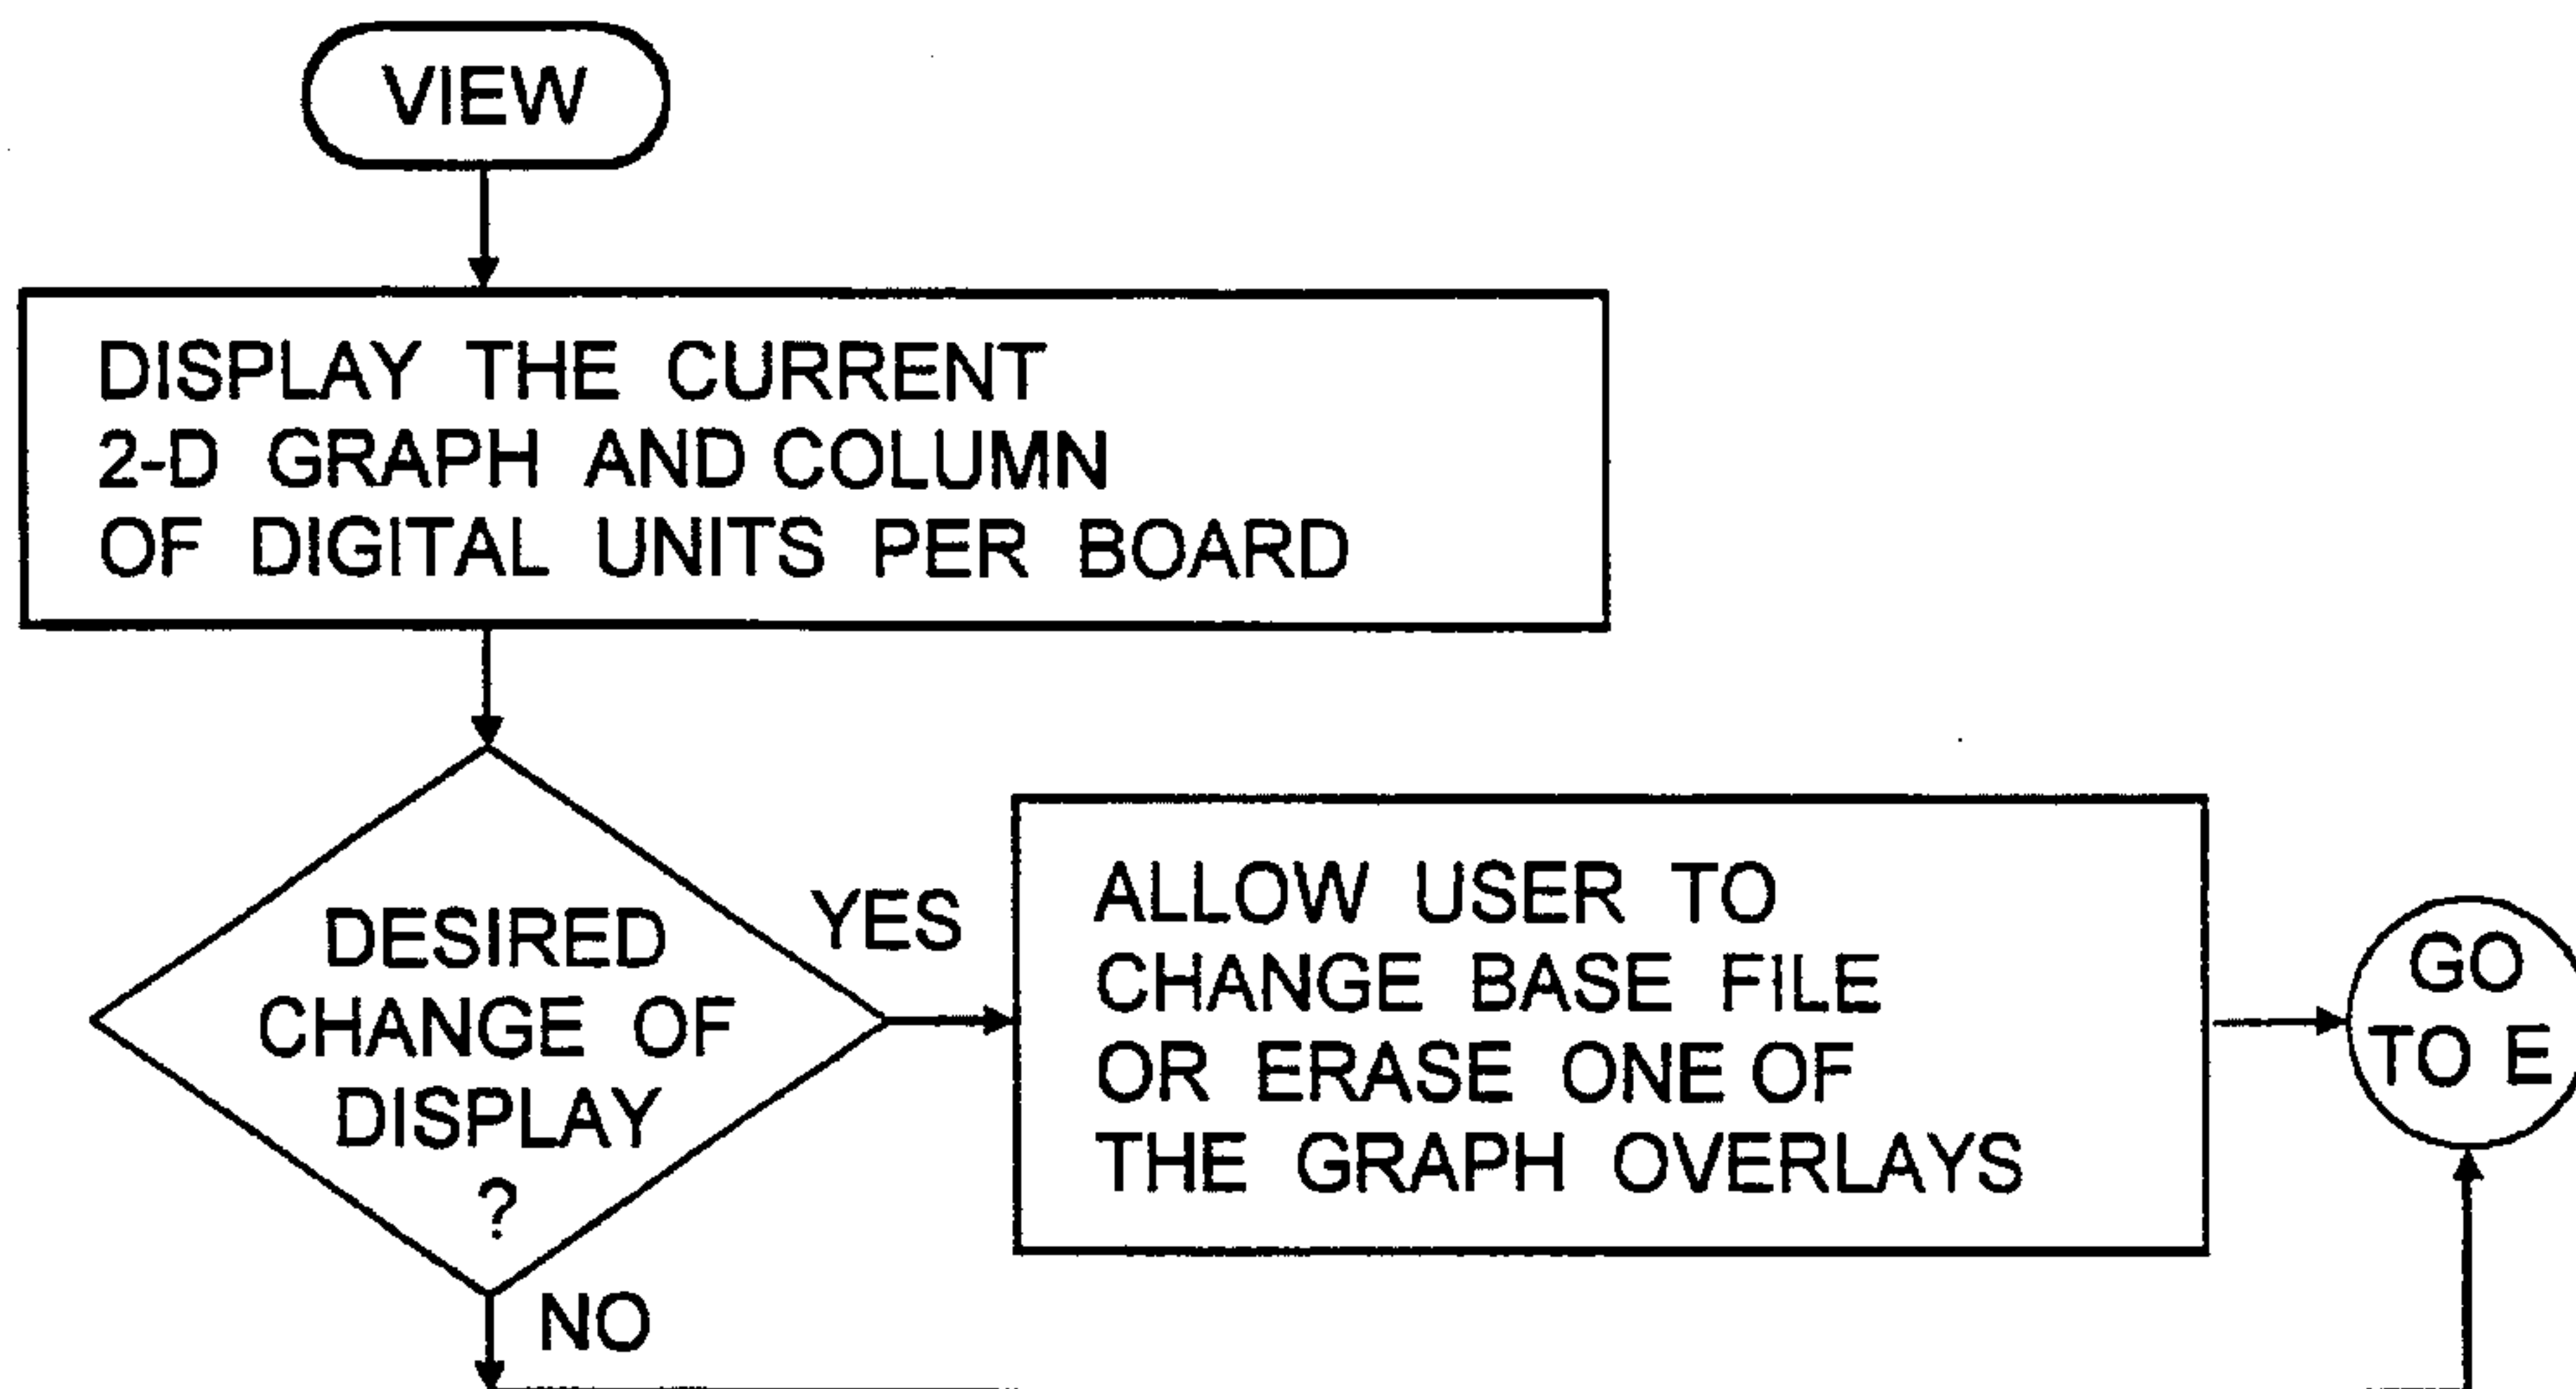 VIEW
DISPLAY THE CURRENT
2-D GRAPH AND COLUMN
OF DIGITAL UNITS PER BOARD
DESIRED
CHANGE OF
DISPLAY
?
YES
ALLOW USER TO
CHANGE BASE FILE
OR ERASE ONE OF
THE GRAPH OVERLAYS
GO
TO E
NO